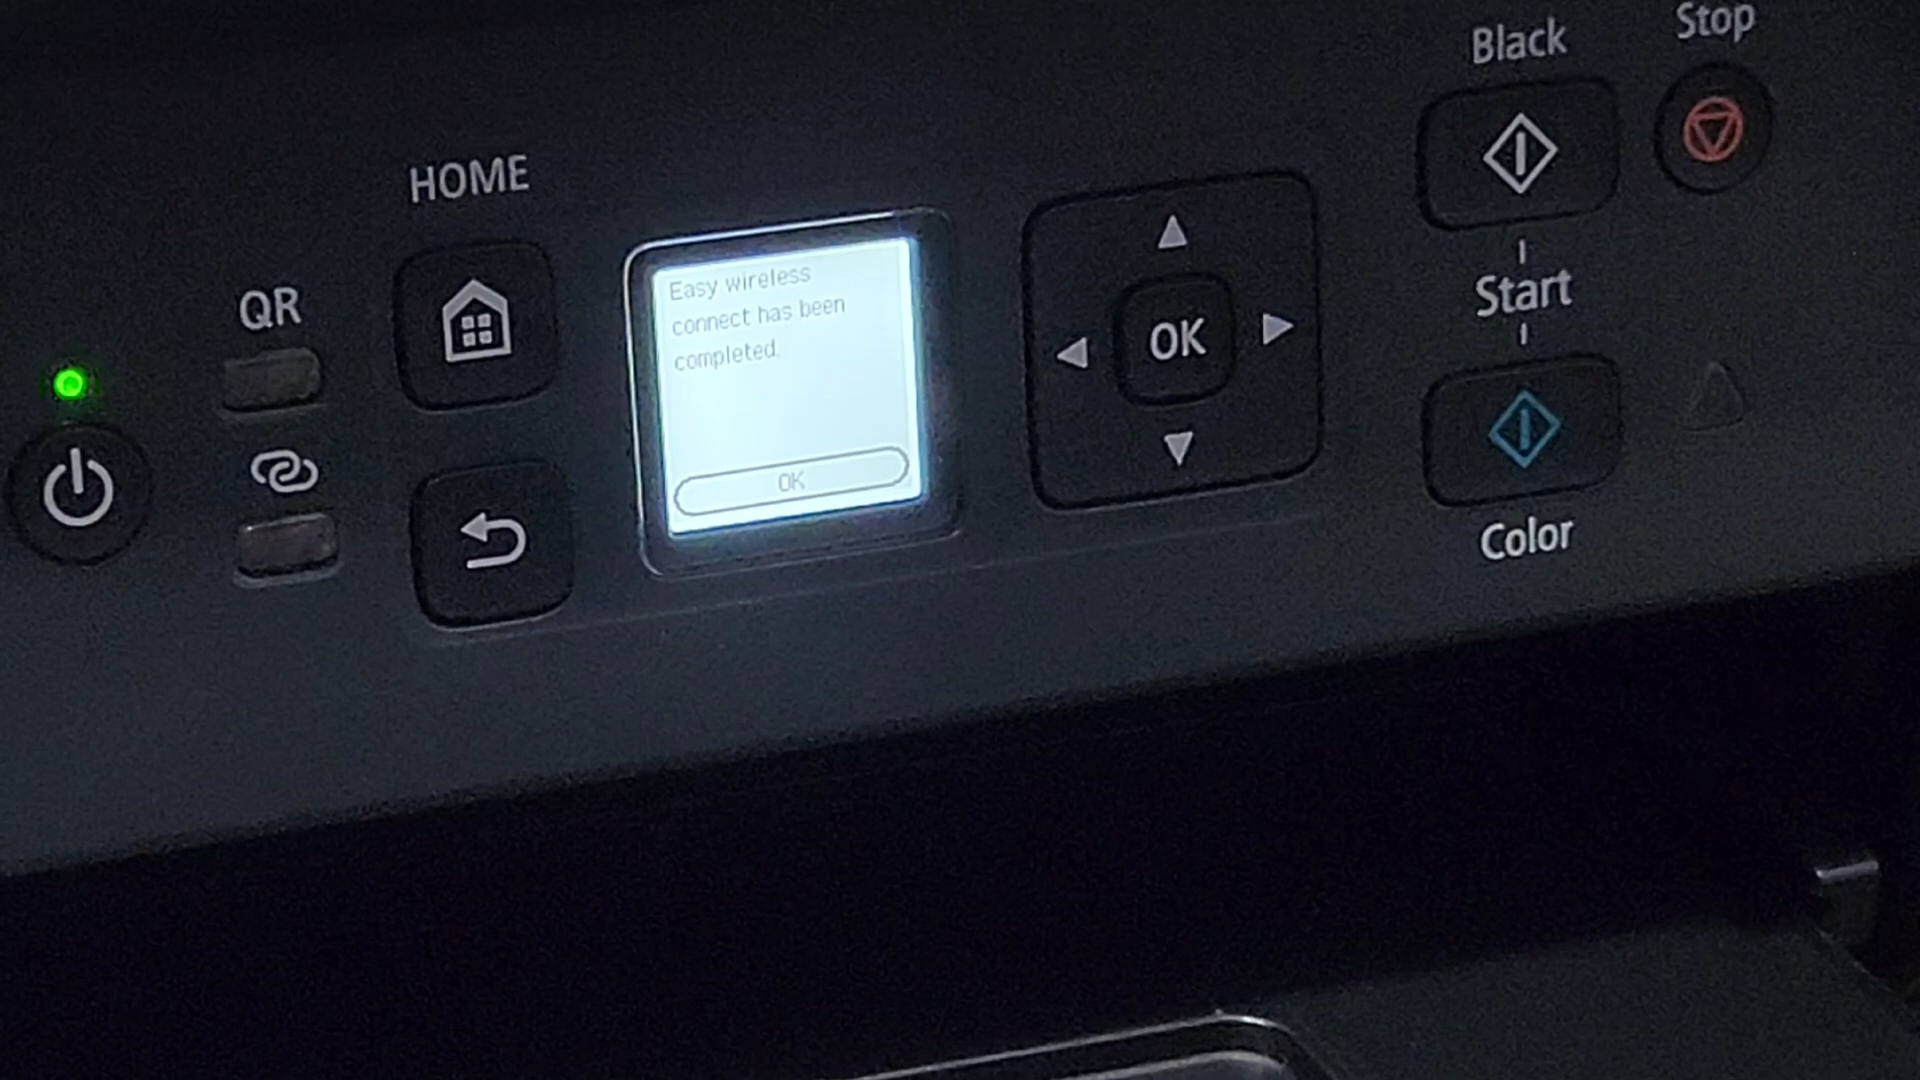 Stop
Black
HOME
Easy wireless
connect has been
completed.
OK
QR
OK
Start
Color